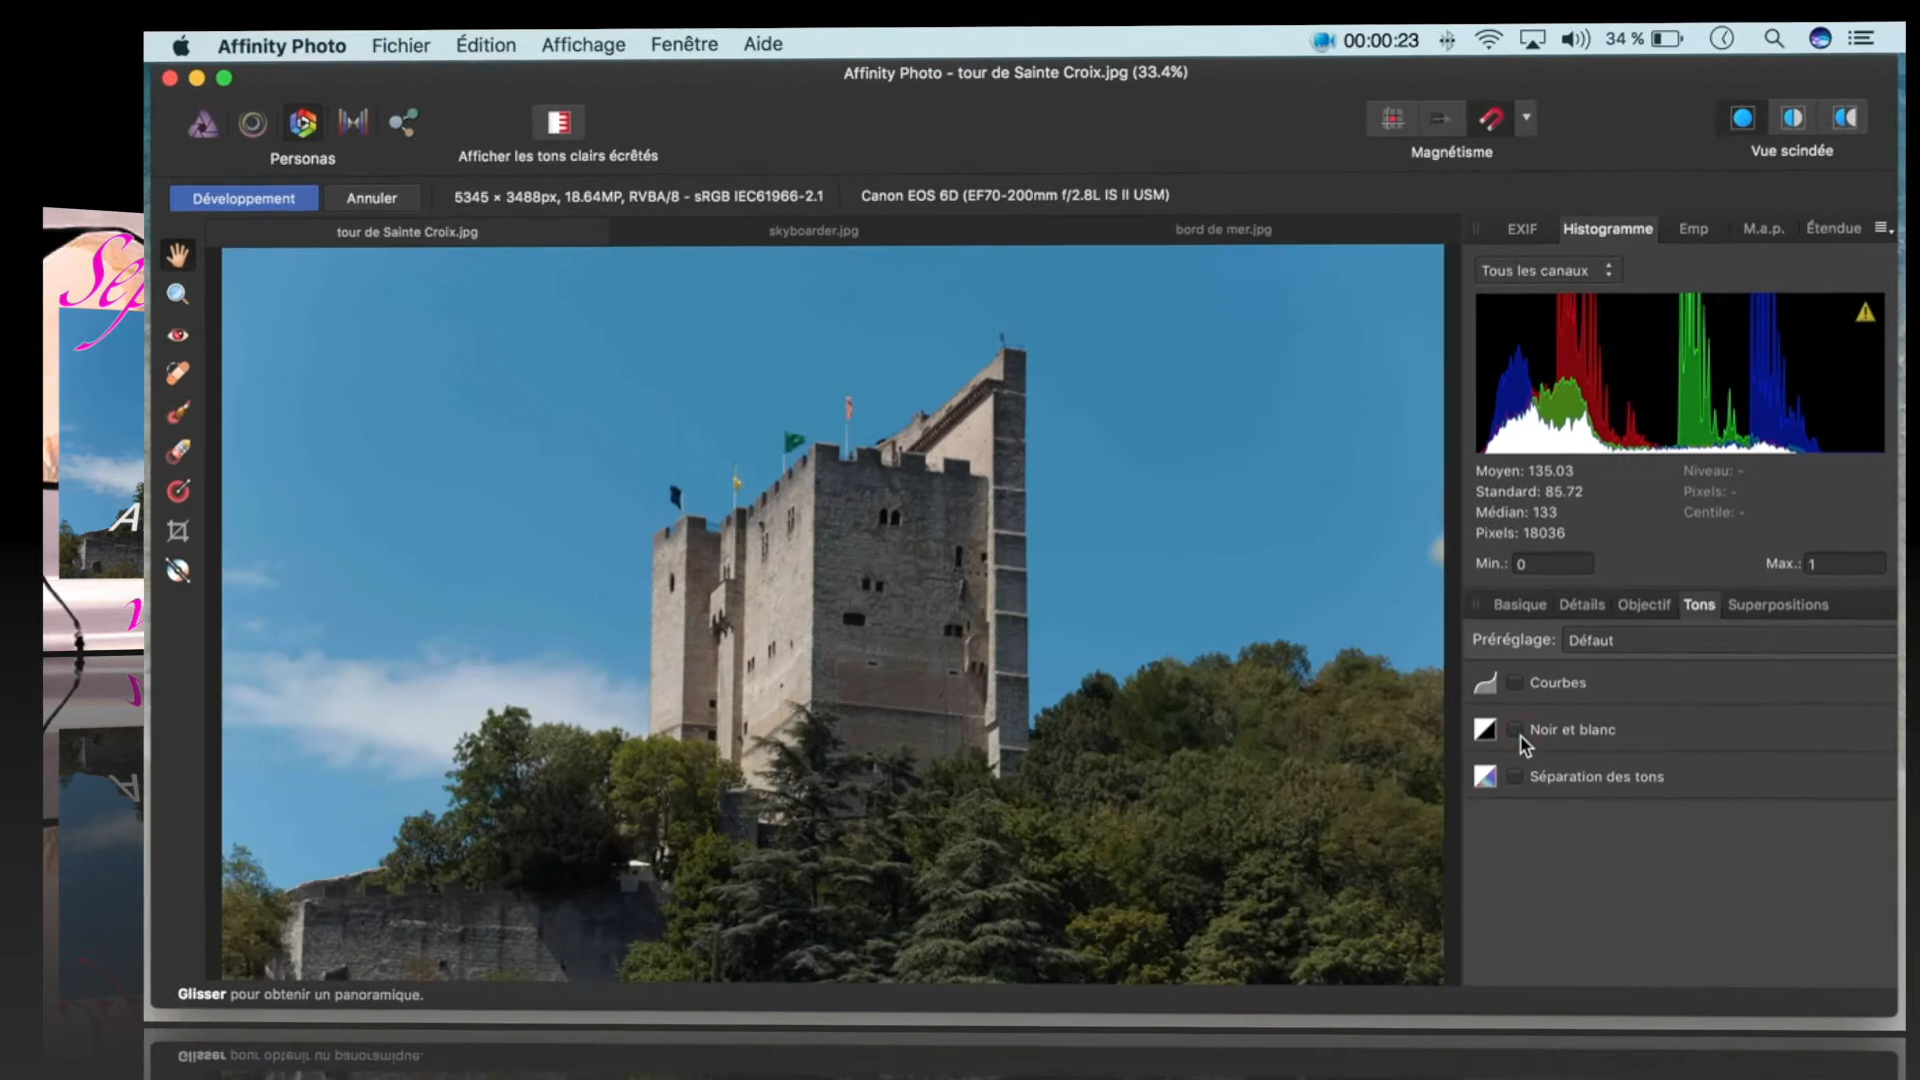 Affinity Photo Fichier Édition Affichage Fenêtre Aide 00:00:23 34 %
Affinity Photo - tour de Sainte Croix.jpg (33.4%)
Personas
Afficher les tons clairs écrêtés
Magnétisme
Vue scindée
Développement Annuler 5345 × 3488px, 18.64MP, RVBA/8 - sRGB IEC61966-2.1 Canon EOS 6D (EF70-200mm f/2.8L IS II USM)
tour de Sainte Croix.jpg skyboarder.jpg bord de mer.jpg
EXIF Histogramme Emp M.a.p. Étendue
Tous les canaux
Moyen: 135.03 Niveau: -
Standard: 85.72 Pixels: -
Médian: 133 Centile: -
Pixels: 18036
Min.: 0 Max.: 1
Basique Détails Objectif Tons Superpositions
Préréglage: Défaut
Courbes
Noir et blanc
Séparation des tons
Glisser pour obtenir un panoramique.
Sep
A